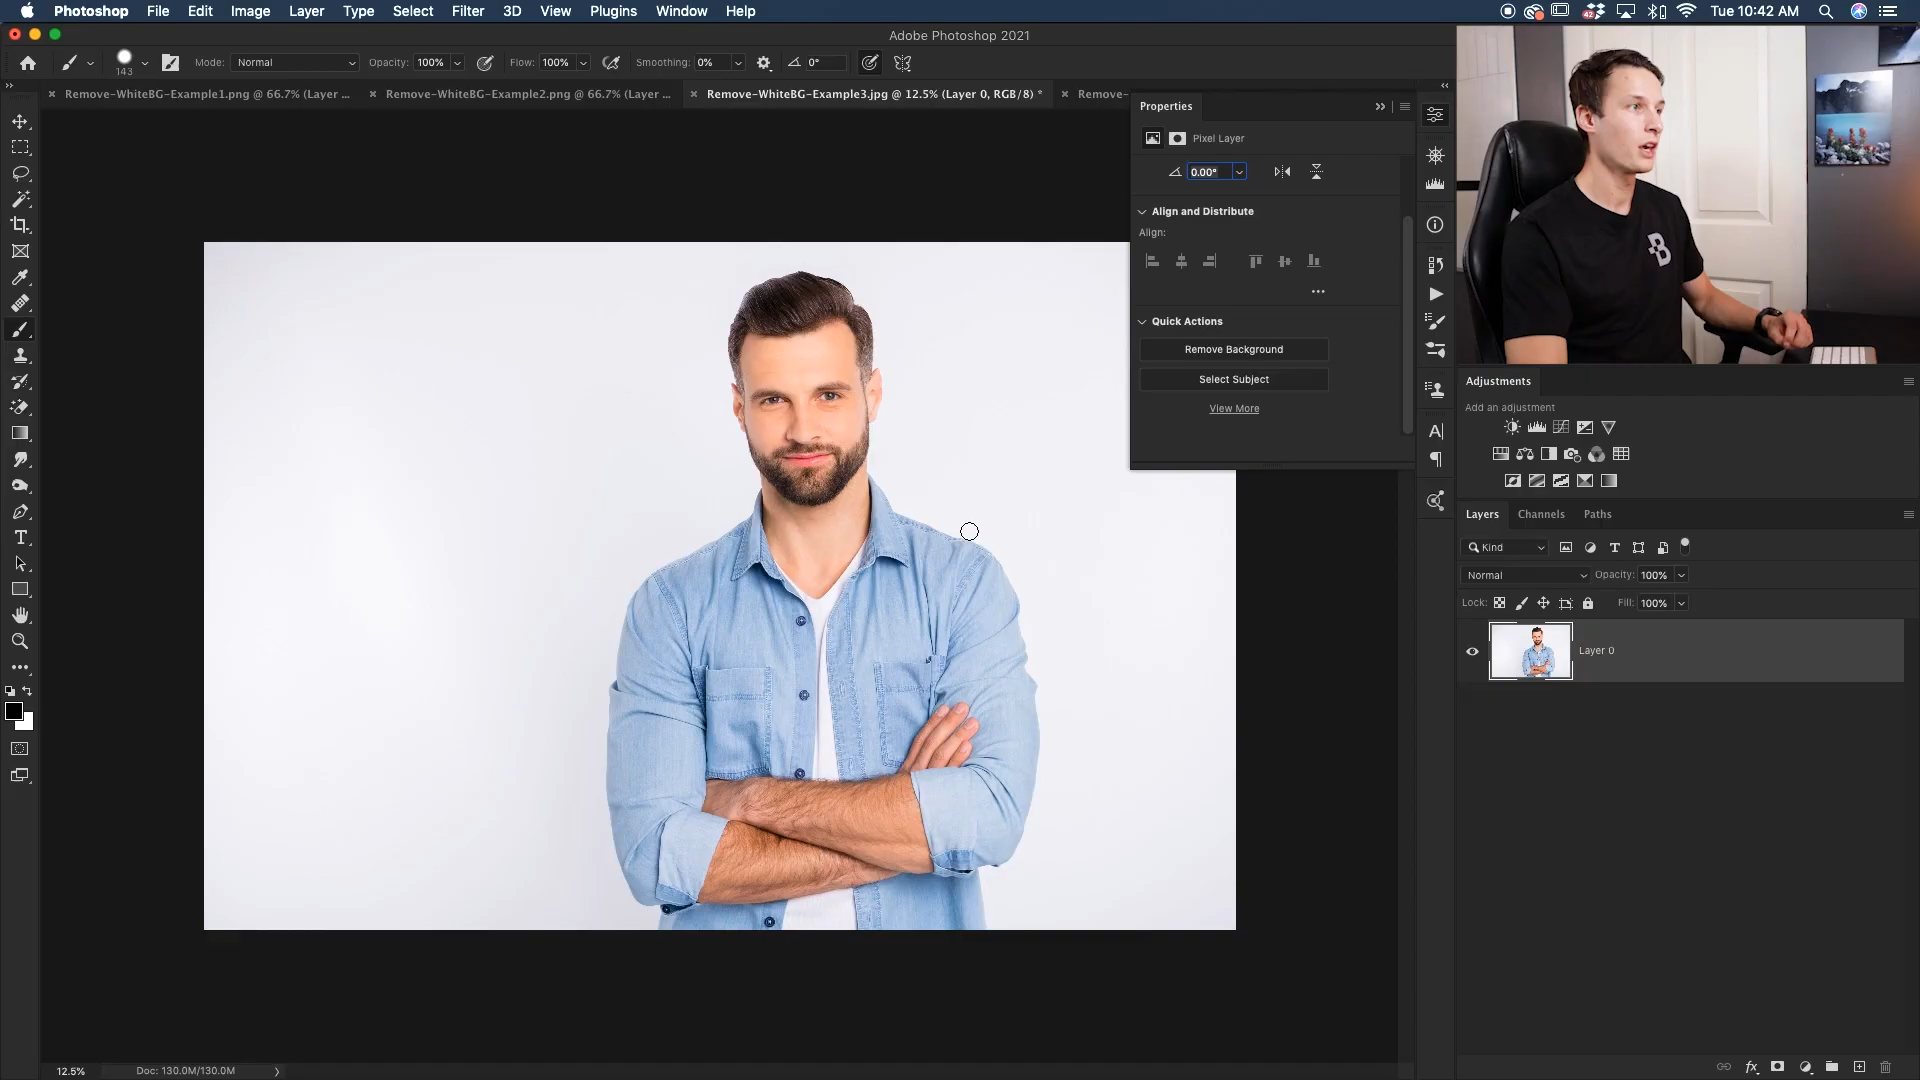 Photoshop File Edit Image Layer Type Select Filter 3D View Plugins Window Help
42
Tue 10:42 AM
Adobe Photoshop 2021
143
Mode: Normal
Opacity: 100%
Flow: 100%
Smoothing: 0%
0°
Remove-WhiteBG-Example1.png @ 66.7% (Layer ...
Remove-WhiteBG-Example2.png @ 66.7% (Layer ...
Remove-WhiteBG-Example3.jpg @ 12.5% (Layer 0, RGB/8) *
Remove-
Properties
Pixel Layer
0.00°
Align and Distribute
Align:
Quick Actions
Remove Background
Select Subject
View More
B
Adjustments
Add an adjustment
Layers Channels Paths
Kind
Normal
Opacity: 100%
Lock:
Fill: 100%
Layer 0
12.5%
Doc: 130.0M/130.0M